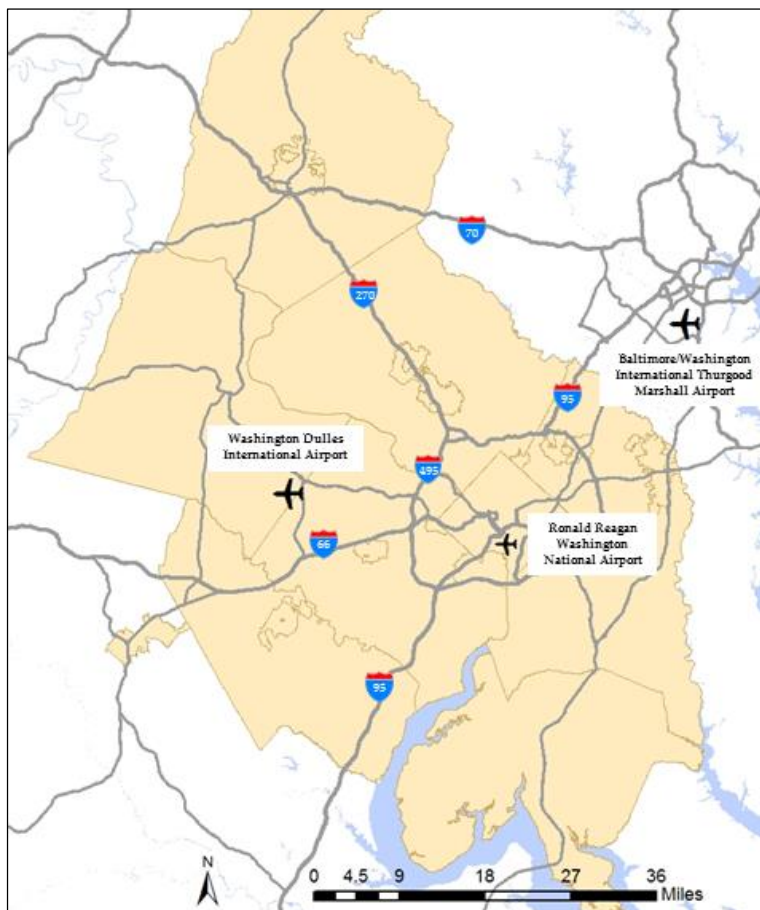 70
270
Baltimore/Washington
International Thurgood
Marshall Airport
95
Washington Dulles
International Airport
495
Ronald Reagan
Washington
National Airport
66
95
N
0 4.5 9 18 27 36
Miles